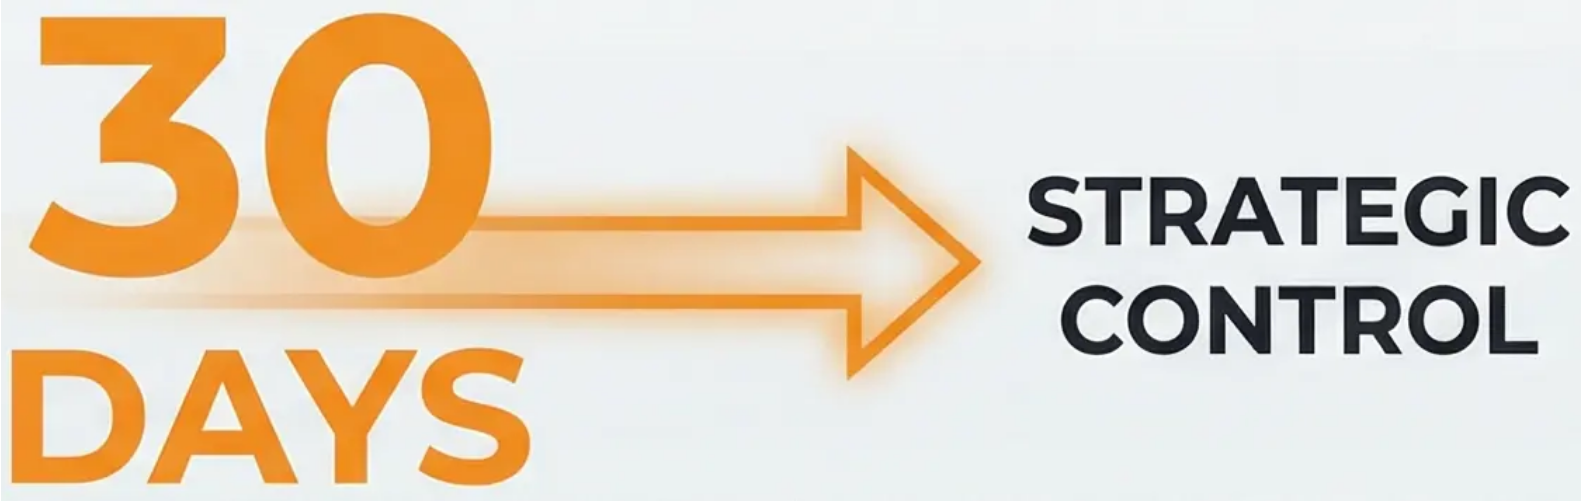 30
DAYS
STRATEGIC
CONTROL